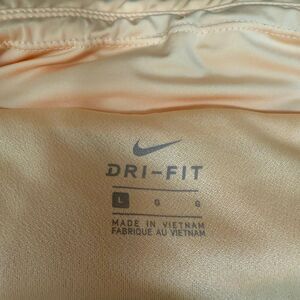 DRI-FIT
L G G
MADE IN VIETNAM
FABRIQUE AU VIETNAM